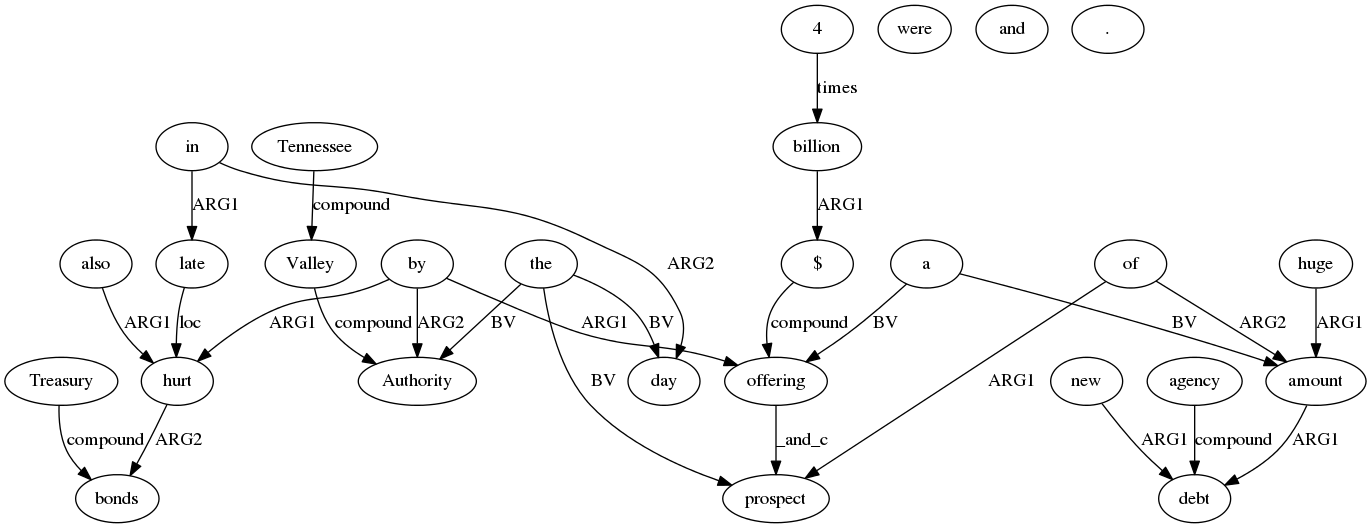 4 were and .
times
in Tennessee billion
ARG1 compound ARG1
also late Valley by the ARG2 $ a of huge
ARG1 loc ARG1 compound ARG2 BV BV ARG1 compound BV BV ARG2 ARG1
Treasury hurt Authority BV day offering ARG1 new agency amount
compound ARG2 _and_c ARG1 compound ARG1
bonds prospect debt